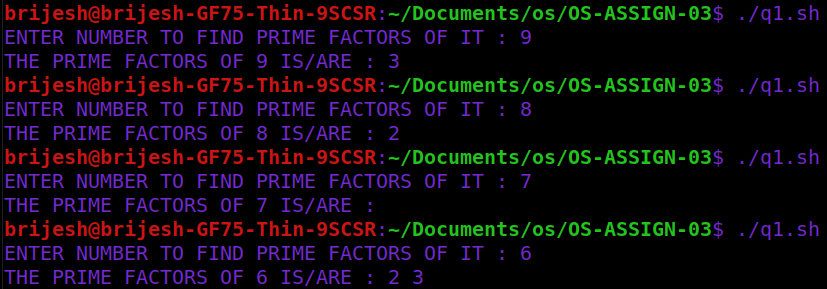 brijesh@brijesh-GF75-Thin-9SCSR:~/Documents/os/OS-ASSIGN-03$ ./q1.sh
ENTER NUMBER TO FIND PRIME FACTORS OF IT : 9
THE PRIME FACTORS OF 9 IS/ARE : 3
brijesh@brijesh-GF75-Thin-9SCSR:~/Documents/os/OS-ASSIGN-03$ ./q1.sh
ENTER NUMBER TO FIND PRIME FACTORS OF IT : 8
THE PRIME FACTORS OF 8 IS/ARE : 2
brijesh@brijesh-GF75-Thin-9SCSR:~/Documents/os/OS-ASSIGN-03$ ./q1.sh
ENTER NUMBER TO FIND PRIME FACTORS OF IT : 7
THE PRIME FACTORS OF 7 IS/ARE :
brijesh@brijesh-GF75-Thin-9SCSR:~/Documents/os/OS-ASSIGN-03$ ./q1.sh
ENTER NUMBER TO FIND PRIME FACTORS OF IT : 6
THE PRIME FACTORS OF 6 IS/ARE : 2 3